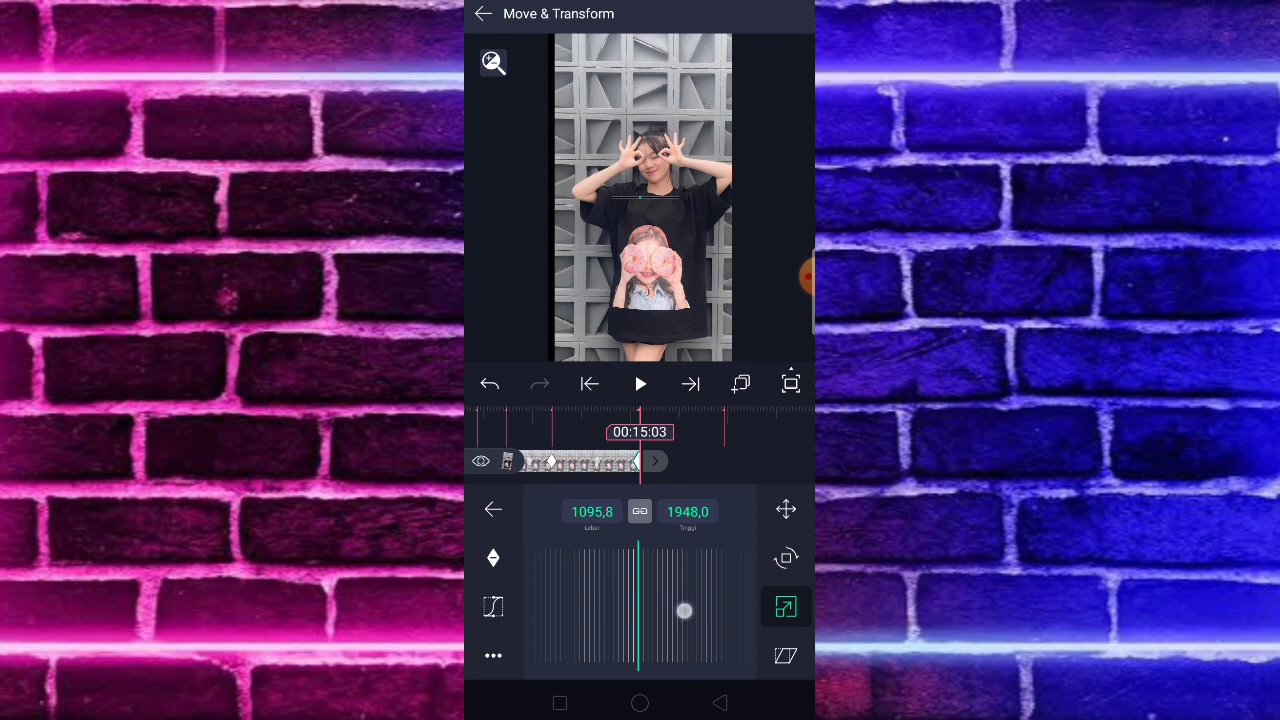 Move & Transform
00:15:03
1095,8
1948,0
Lebar
Tinggi